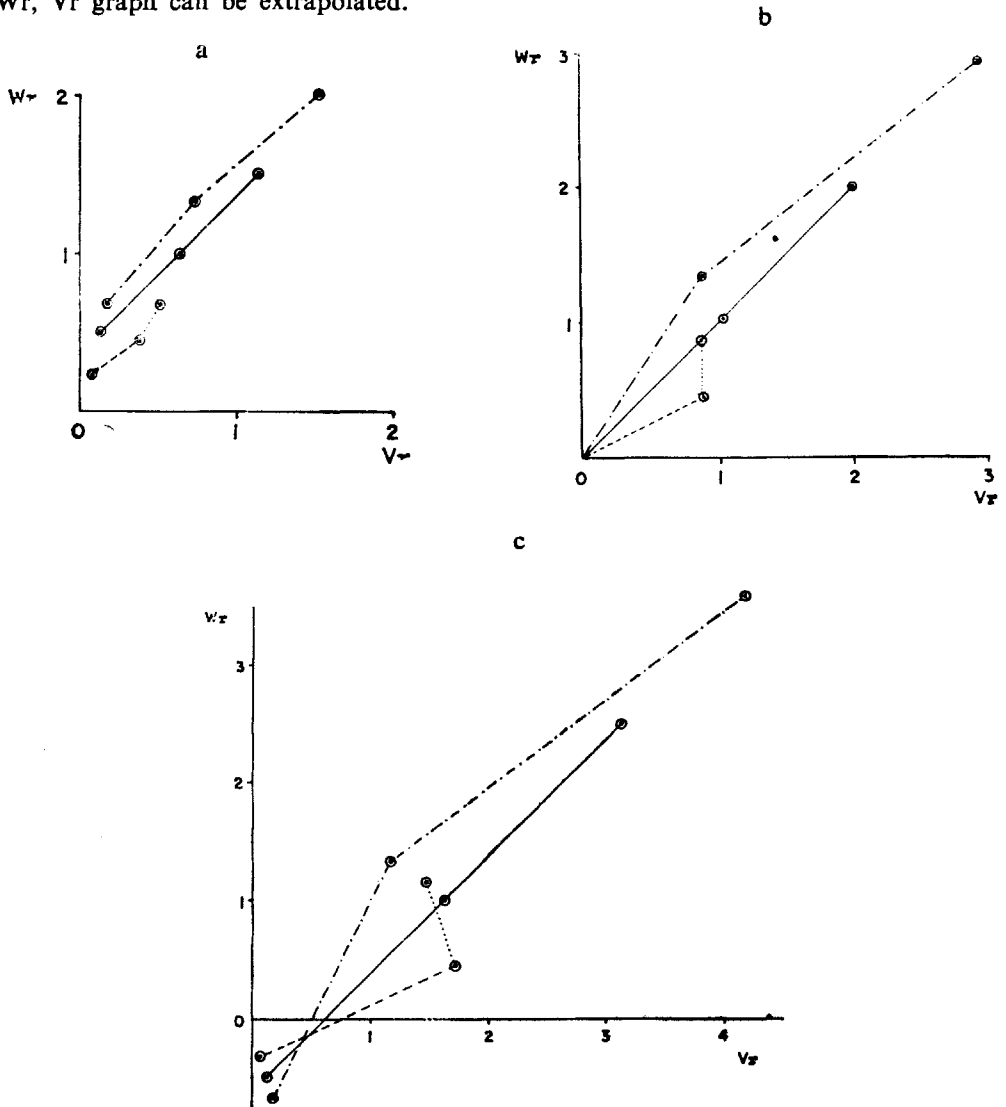 Wr, Vr graph can be extrapolated.
a
Wr 2
1
0 1 2
Vr
b
Wr 3
2
1
0 1 2 3
Vr
c
Wr
3
2
1
0
1 2 3 4
Vr